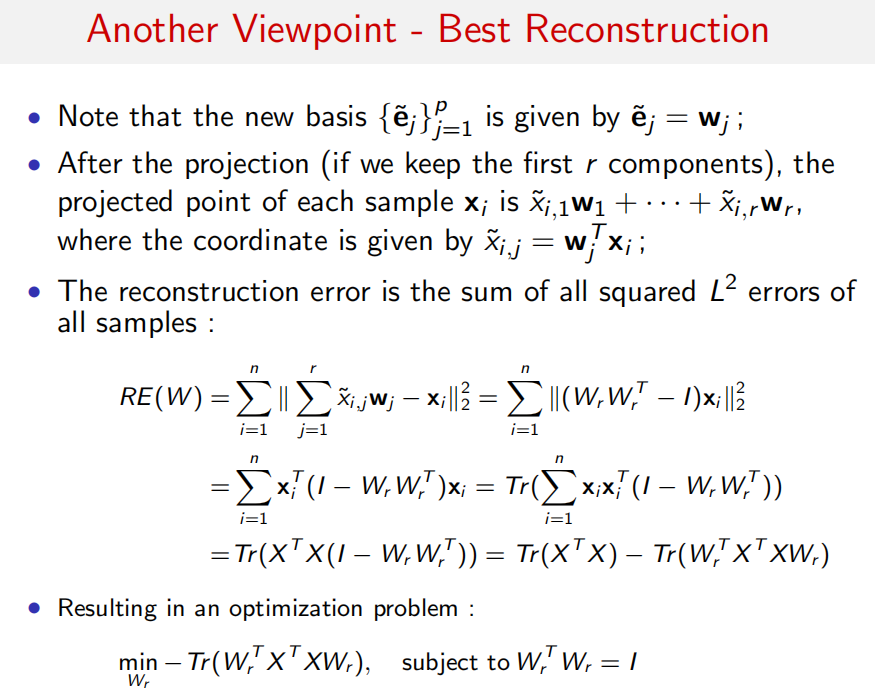 Another Viewpoint - Best Reconstruction
• Note that the new basis $\{\tilde{\mathbf{e}}_j\}_{j=1}^p$ is given by $\tilde{\mathbf{e}}_j = \mathbf{w}_j$ ;
• After the projection (if we keep the first $r$ components), the
projected point of each sample $\mathbf{x}_i$ is $\tilde{x}_{i,1}\mathbf{w}_1 + \cdots + \tilde{x}_{i,r}\mathbf{w}_r$,
where the coordinate is given by $\tilde{x}_{i,j} = \mathbf{w}_j^T \mathbf{x}_i$ ;
• The reconstruction error is the sum of all squared $L^2$ errors of
all samples :
$RE(W) = \sum_{i=1}^n \| \sum_{j=1}^r \tilde{x}_{i,j}\mathbf{w}_j - \mathbf{x}_i \|_2^2 = \sum_{i=1}^n \|(W_r W_r^T - I)\mathbf{x}_i\|_2^2$
$= \sum_{i=1}^n \mathbf{x}_i^T (I - W_r W_r^T)\mathbf{x}_i = Tr(\sum_{i=1}^n \mathbf{x}_i \mathbf{x}_i^T (I - W_r W_r^T))$
$= Tr(X^T X(I - W_r W_r^T)) = Tr(X^T X) - Tr(W_r^T X^T X W_r)$
• Resulting in an optimization problem :
$\min_{W_r} - Tr(W_r^T X^T X W_r), \quad \text{subject to } W_r^T W_r = I$